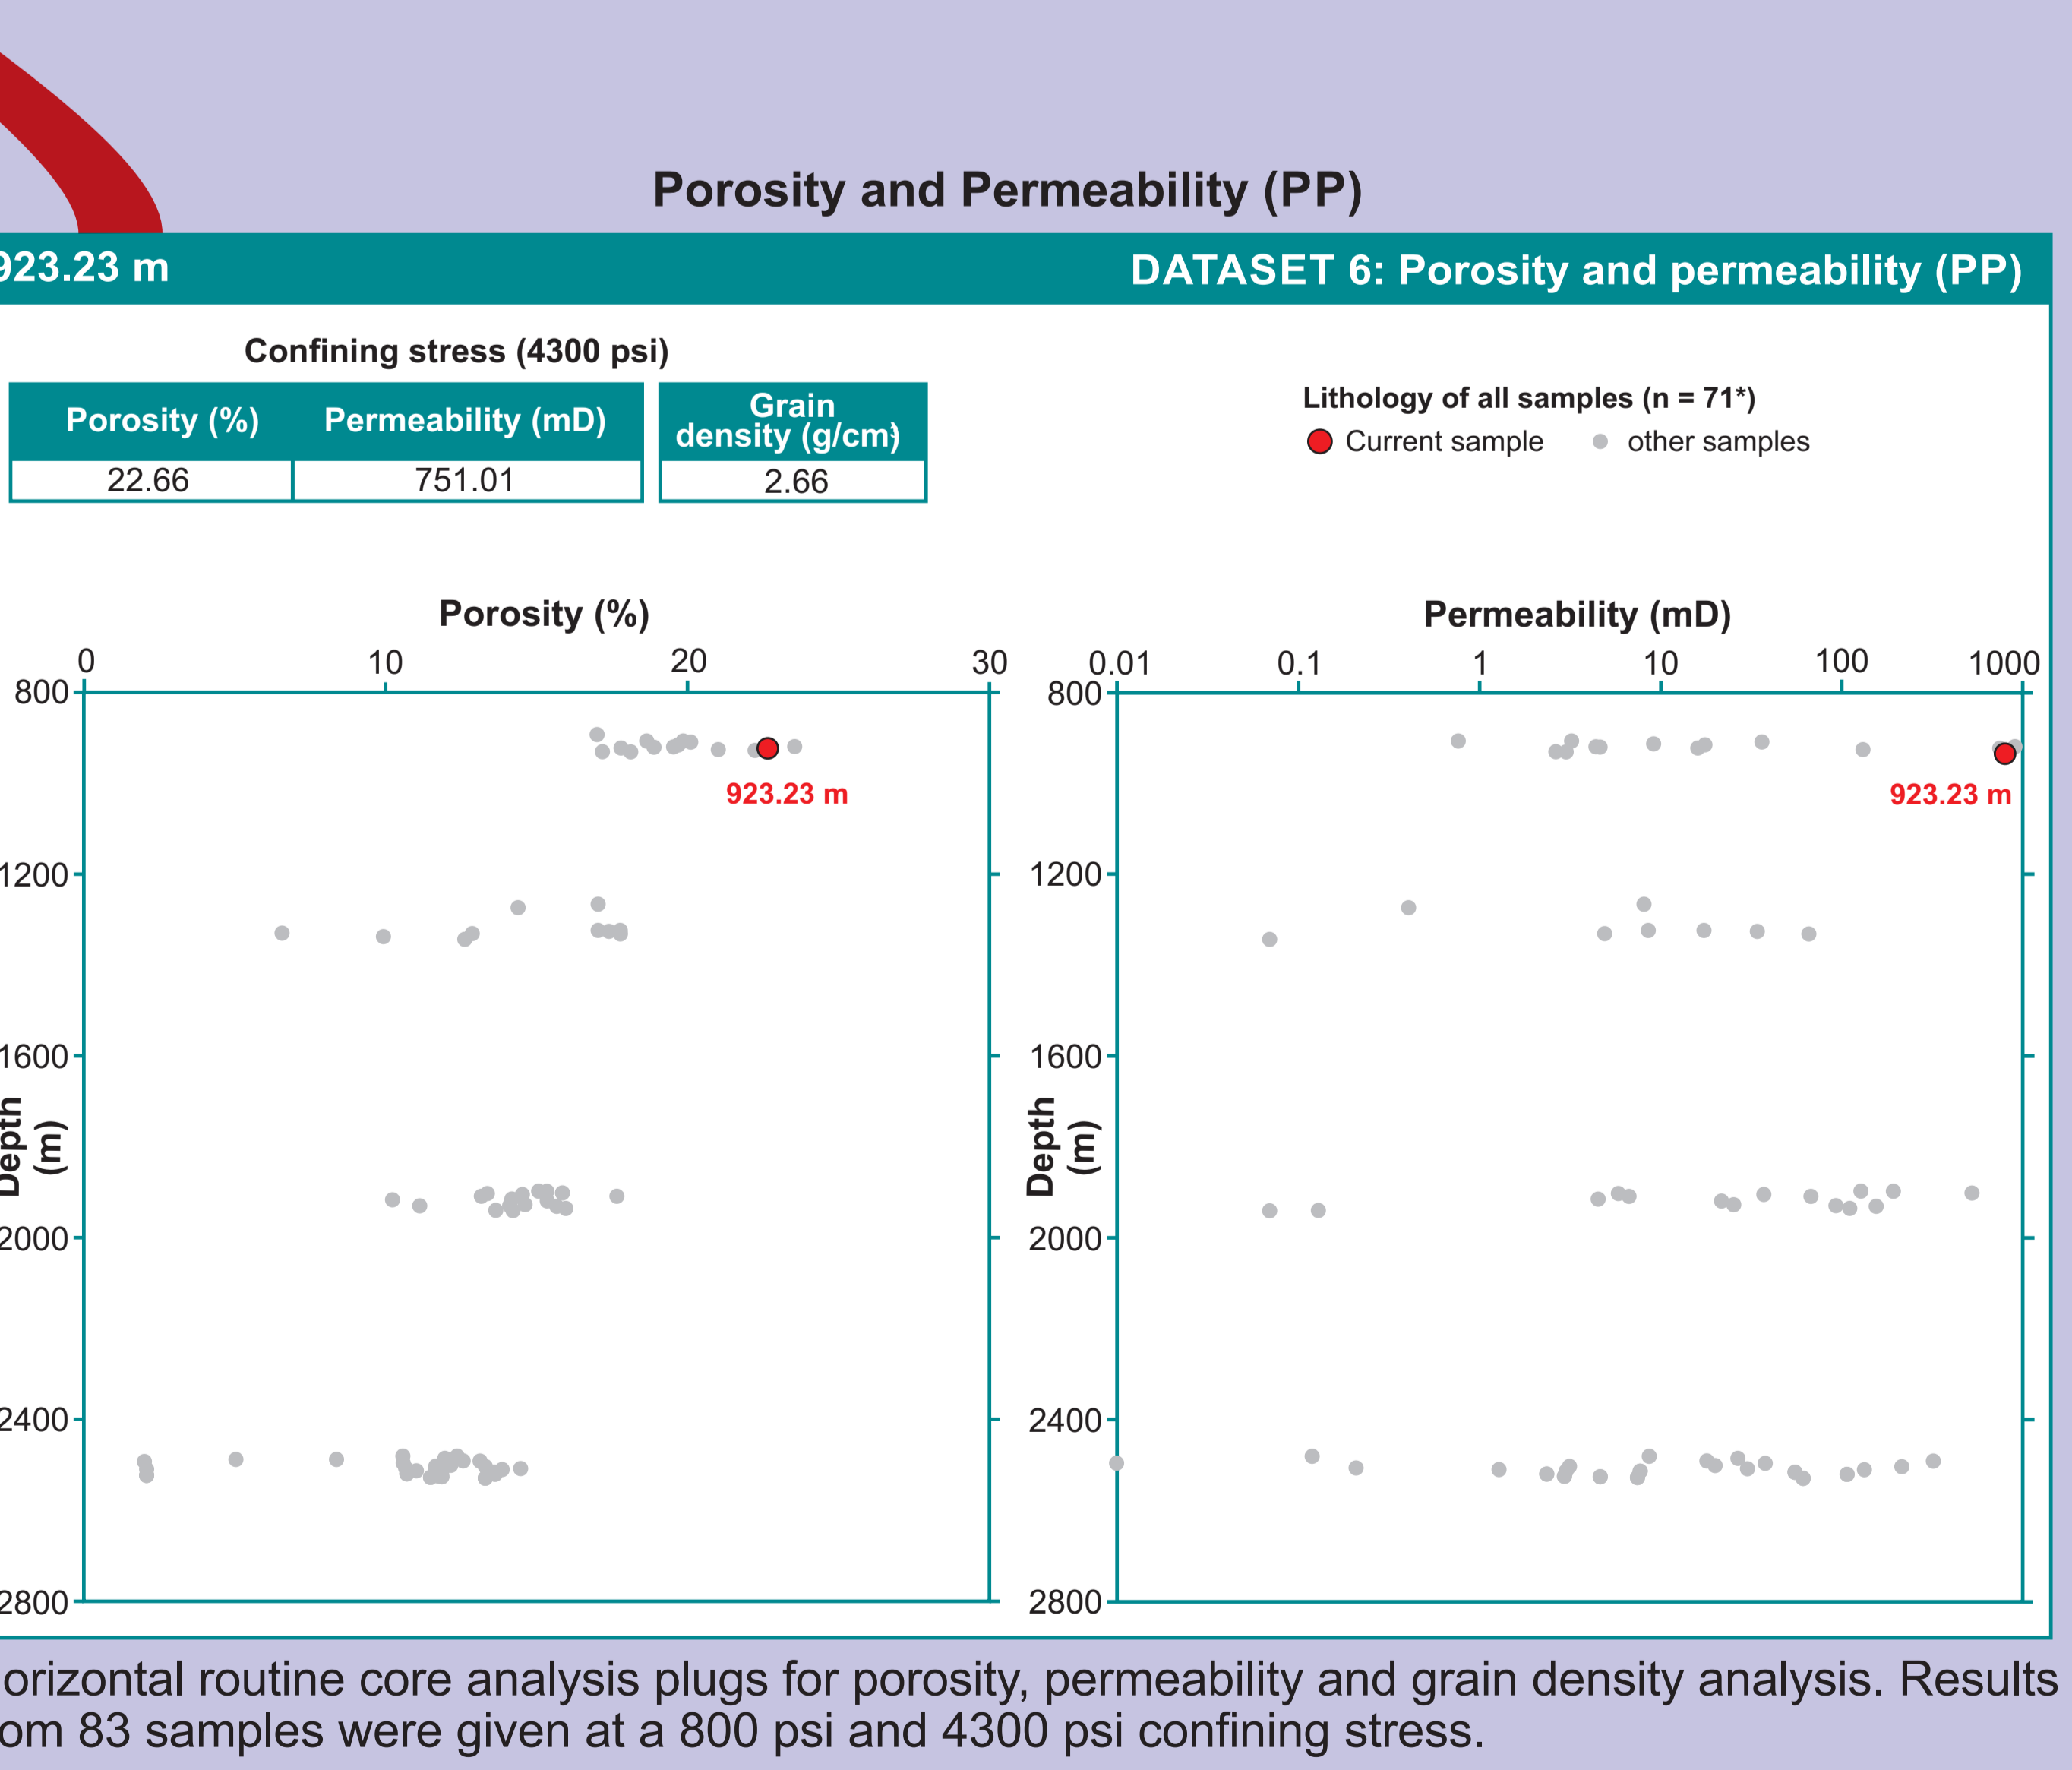 Porosity and Permeability (PP)
923.23 m
DATASET 6: Porosity and permeability (PP)
Confining stress (4300 psi)
Porosity (%) Permeability (mD) Grain density (g/cm³)
22.66 751.01 2.66
Lithology of all samples (n = 71*)
Current sample other samples
Porosity (%)
0 10 20 30
800
1200
1600
2000
2400
2800
Depth
(m)
923.23 m
Permeability (mD)
0.01 0.1 1 10 100 1000
800
1200
1600
2000
2400
2800
Depth
(m)
923.23 m
orizontal routine core analysis plugs for porosity, permeability and grain density analysis. Results
om 83 samples were given at a 800 psi and 4300 psi confining stress.